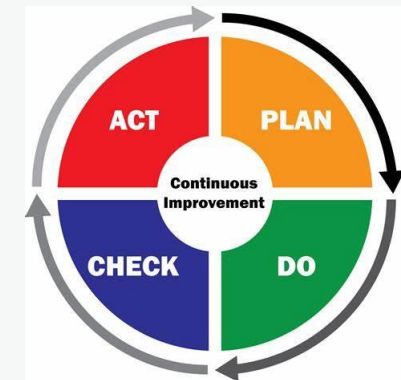 ACT
PLAN
Continuous
Improvement
CHECK
DO